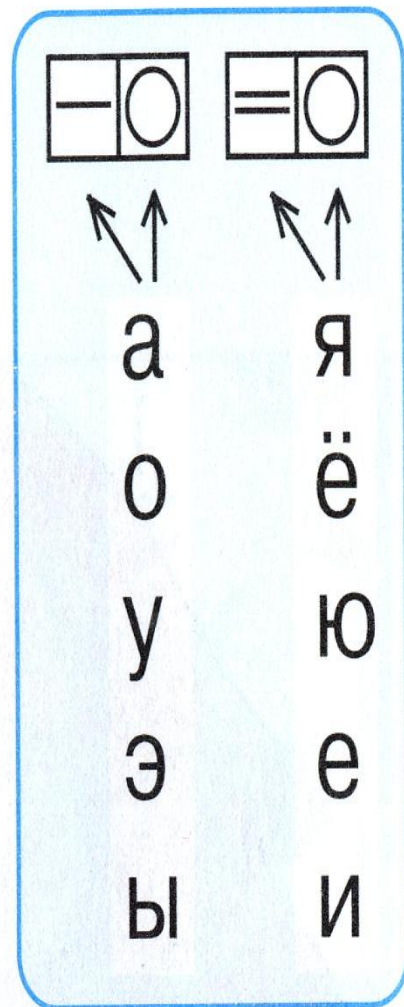 а я
о ё
у ю
э е
ы и